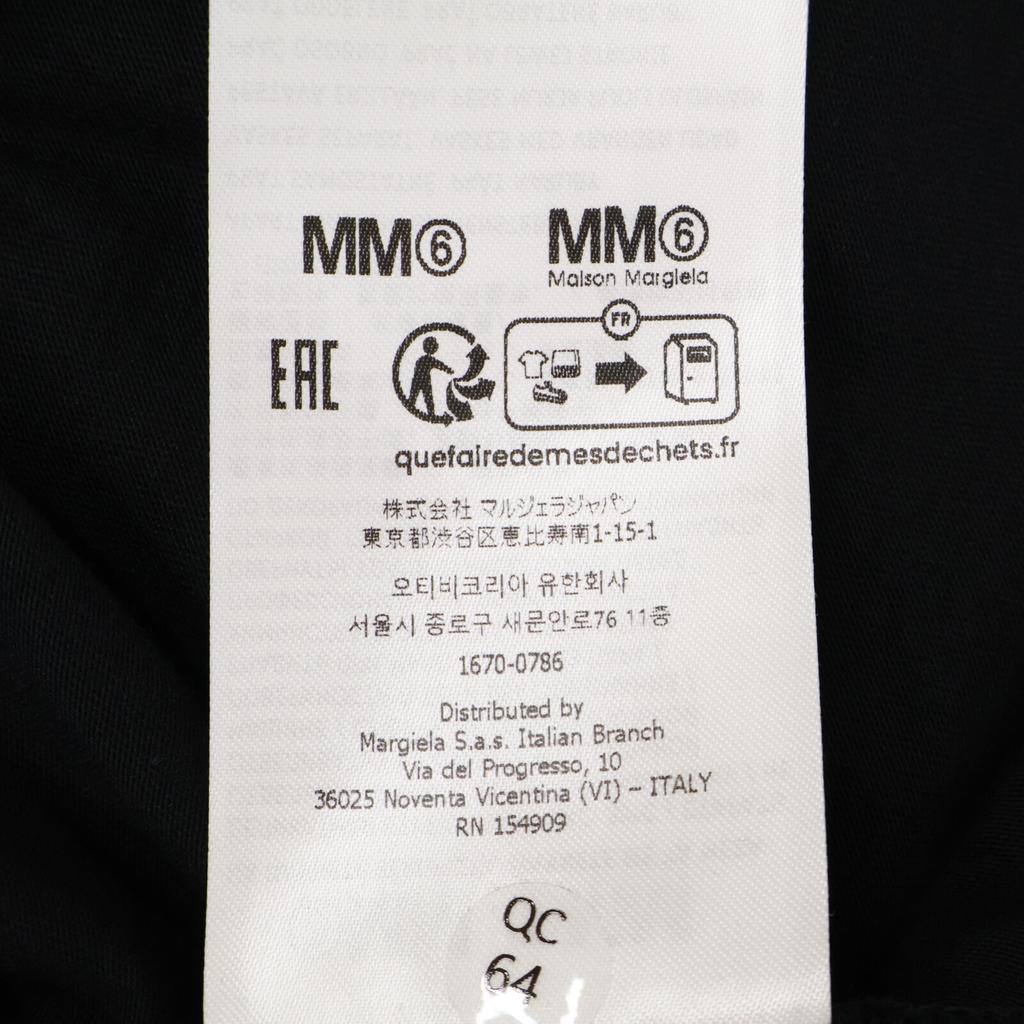 MM⑥
MM⑥
Maison Margiela
EAC
FR
quefairedemesdechets.fr
株式会社 マルジェラジャパン
東京都渋谷区恵比寿南1-15-1
오티비코리아 유한회사
서울시 종로구 새문안로76 11층
1670-0786
Distributed by
Margiela S.a.s. Italian Branch
Via del Progresso, 10
36025 Noventa Vicentina (VI) – ITALY
RN 154909
QC
64